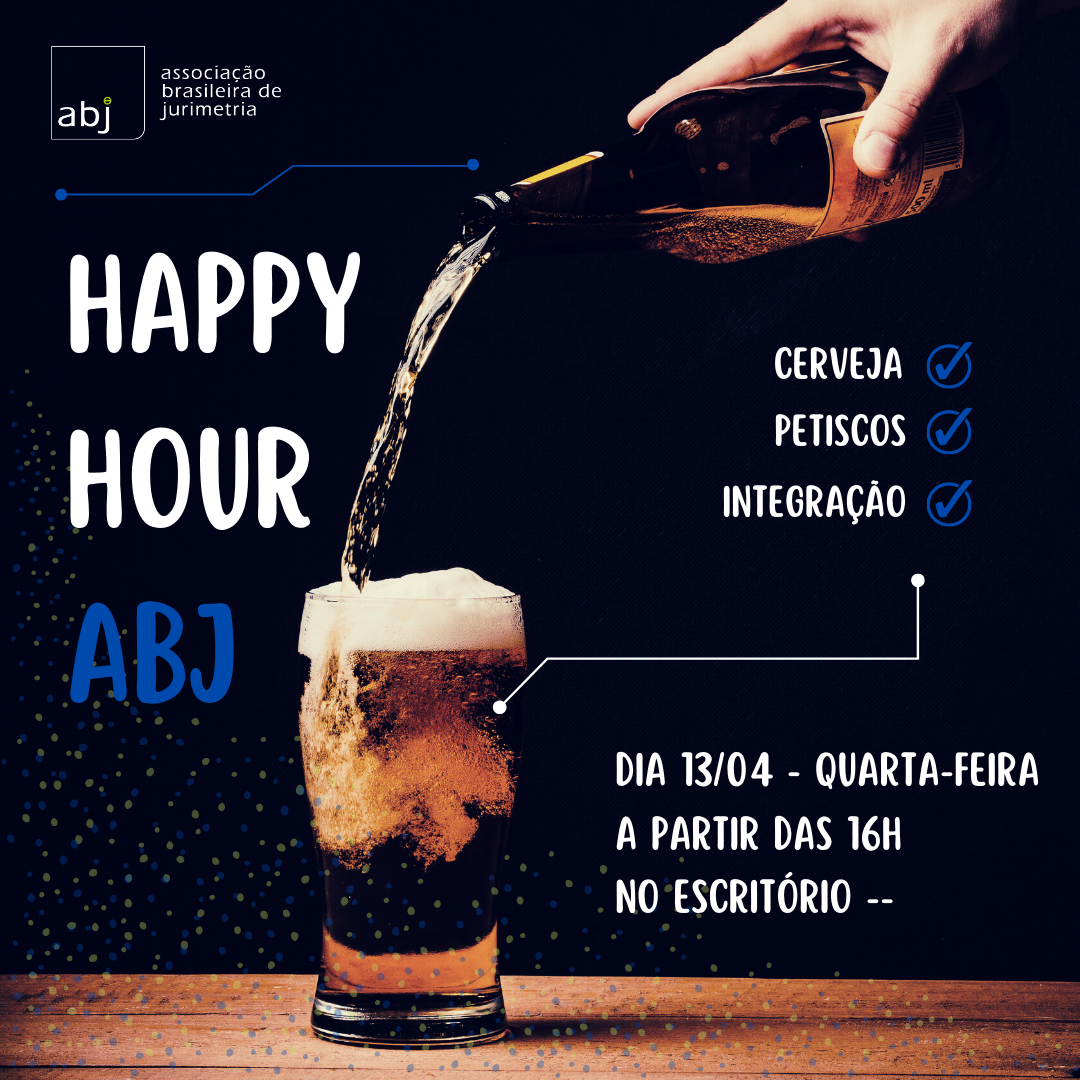 abj
associação
brasileira de
jurimetria
HAPPY
HOUR
ABJ
CERVEJA
PETISCOS
INTEGRAÇÃO
DIA 13/04 - QUARTA-FEIRA
A PARTIR DAS 16H
NO ESCRITÓRIO --